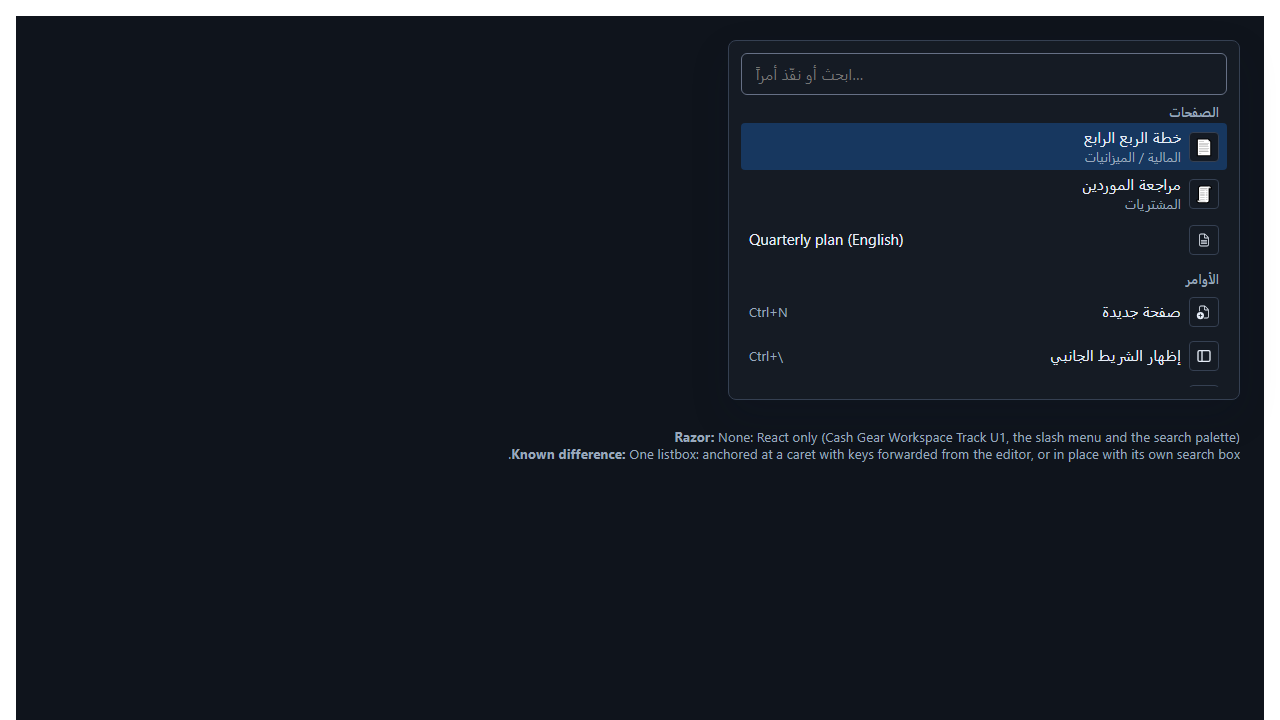 ابحث أو نفّذ أمراً...
الصفحات
خطة الربع الرابع
المالية / الميزانيات
مراجعة الموردين
المشتريات
Quarterly plan (English)
الأوامر
صفحة جديدة Ctrl+N
إظهار الشريط الجانبي Ctrl+\
Razor: None: React only (Cash Gear Workspace Track U1, the slash menu and the search palette)
Known difference: One listbox: anchored at a caret with keys forwarded from the editor, or in place with its own search box.